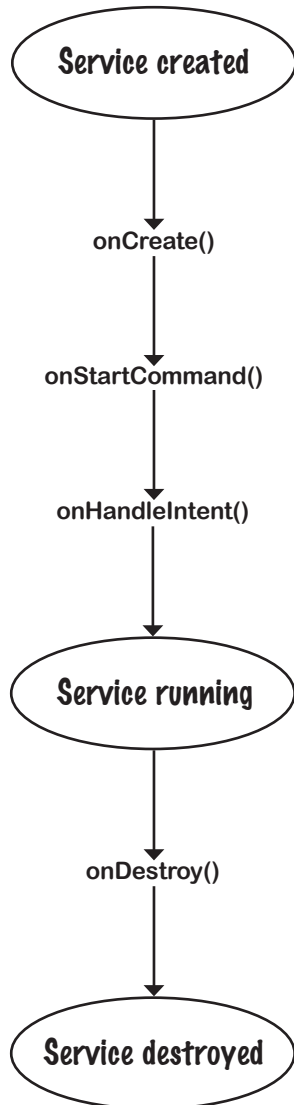 Service created
onCreate()
onStartCommand()
onHandleIntent()
Service running
onDestroy()
Service destroyed